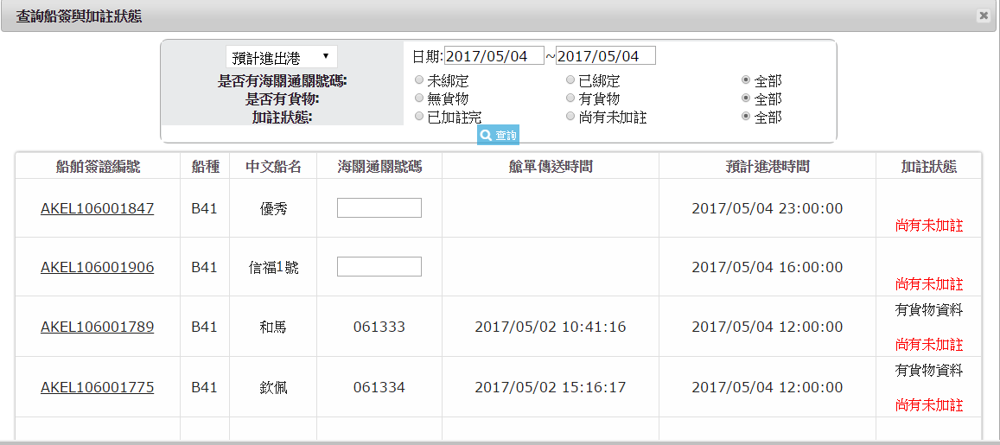 查詢船簽與加註狀態
預計進出港 日期:2017/05/04~2017/05/04
是否有海關通關號碼: 未綁定 已綁定 全部
是否有貨物: 無貨物 有貨物 全部
加註狀態: 已加註完 尚有未加註 全部
查詢
船舶簽證編號 船種 中文船名 海關通關號碼 艙單傳送時間 預計進港時間 加註狀態
AKEL106001847 B41 優秀 2017/05/04 23:00:00
尚有未加註
AKEL106001906 B41 信福1號 2017/05/04 16:00:00
尚有未加註
有貨物資料
AKEL106001789 B41 和馬 061333 2017/05/02 10:41:16 2017/05/04 12:00:00
尚有未加註
有貨物資料
AKEL106001775 B41 欽佩 061334 2017/05/02 15:16:17 2017/05/04 12:00:00
尚有未加註